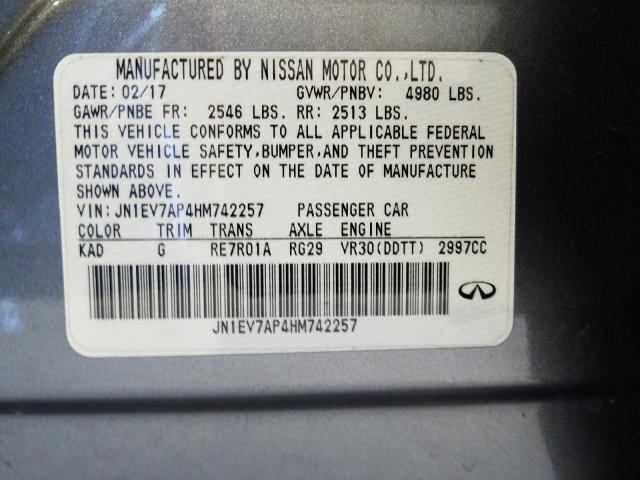 MANUFACTURED BY NISSAN MOTOR CO.,LTD.
DATE: 02/17 GVWR/PNBV: 4980 LBS.
GAWR/PNBE FR: 2546 LBS. RR: 2513 LBS.
THIS VEHICLE CONFORMS TO ALL APPLICABLE FEDERAL
MOTOR VEHICLE SAFETY,BUMPER,AND THEFT PREVENTION
STANDARDS IN EFFECT ON THE DATE OF MANUFACTURE
SHOWN ABOVE.
VIN:JN1EV7AP4HM742257 PASSENGER CAR
COLOR TRIM TRANS AXLE ENGINE
KAD G RE7R01A RG29 VR30(DDTT) 2997CC
JN1EV7AP4HM742257